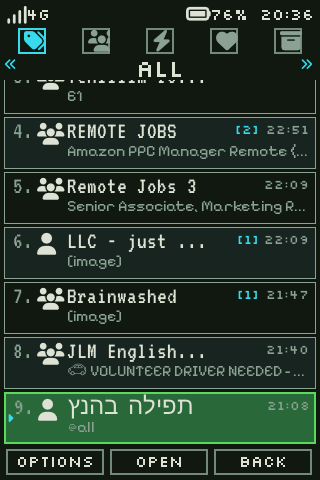 4G 76% 20:36
« ALL »
61
4. REMOTE JOBS [2] 22:51
Amazon PPC Manager Remote (...
5. Remote Jobs 3 22:09
Senior Associate, Marketing R...
6. LLC - just ... [1] 22:09
(image)
7. Brainwashed [1] 21:47
(image)
8. JLM English... 21:40
🚗 VOLUNTEER DRIVER NEEDED -...
9. תפילה בהנץ 21:08
@all
OPTIONS OPEN BACK